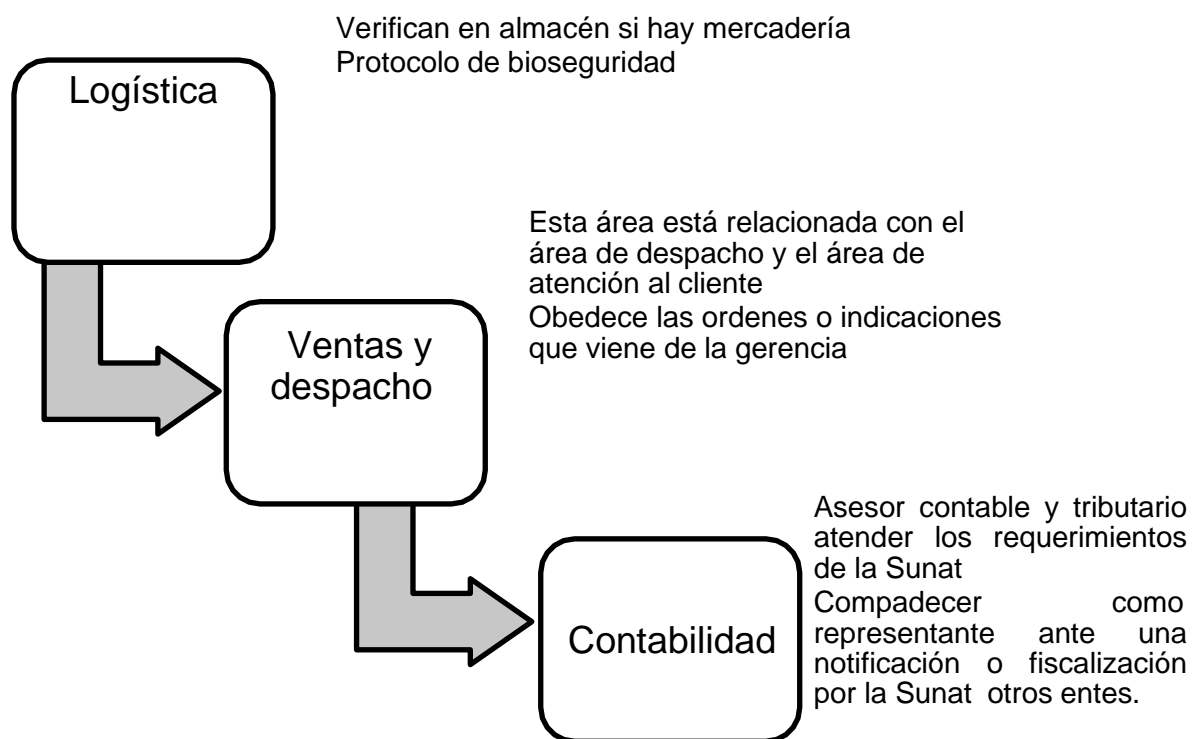 Verifican en almacén si hay mercadería
Protocolo de bioseguridad
Logística
Esta área está relacionada con el
área de despacho y el área de
atención al cliente
Obedece las ordenes o indicaciones
que viene de la gerencia
Ventas y
despacho
Asesor contable y tributario
atender los requerimientos
de la Sunat
Compadecer como
representante ante una
notificación o fiscalización
por la Sunat otros entes.
Contabilidad